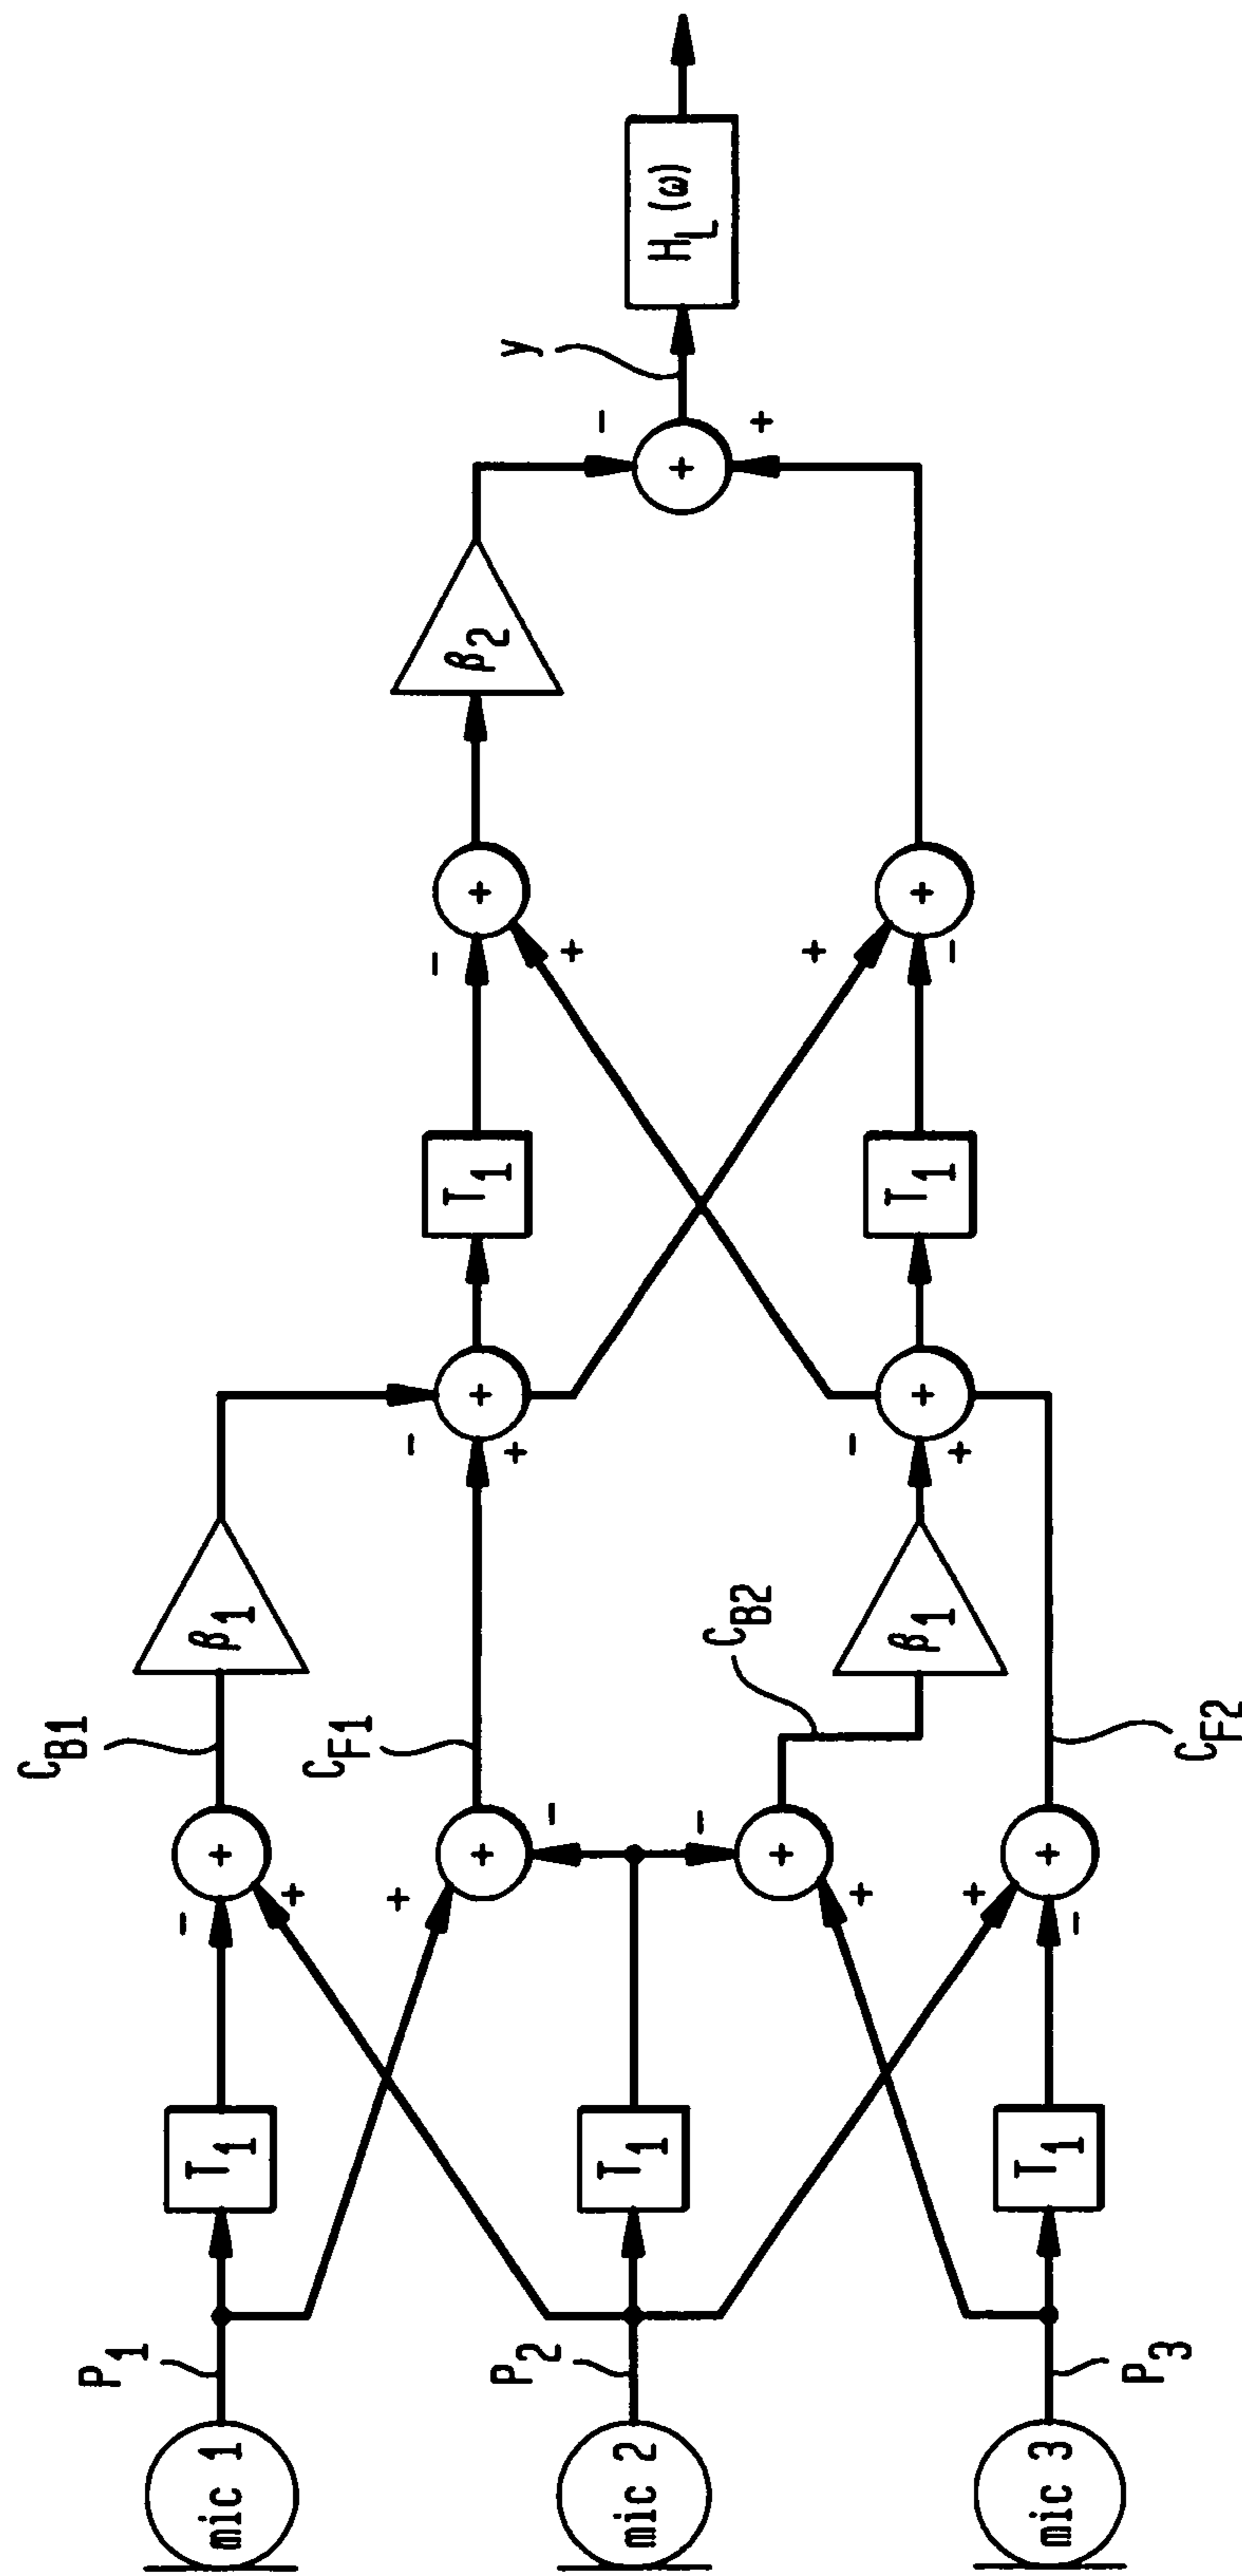 mic 1
P1
T1
-
+
+
CB1
β1
mic 2
P2
T1
+
+
-
CF1
-
+
+
T1
-
+
+
β2
-
+
+
y
HL(ω)
-
+
+
CB2
β1
-
+
+
T1
+
-
+
mic 3
P3
T1
+
-
+
CF2